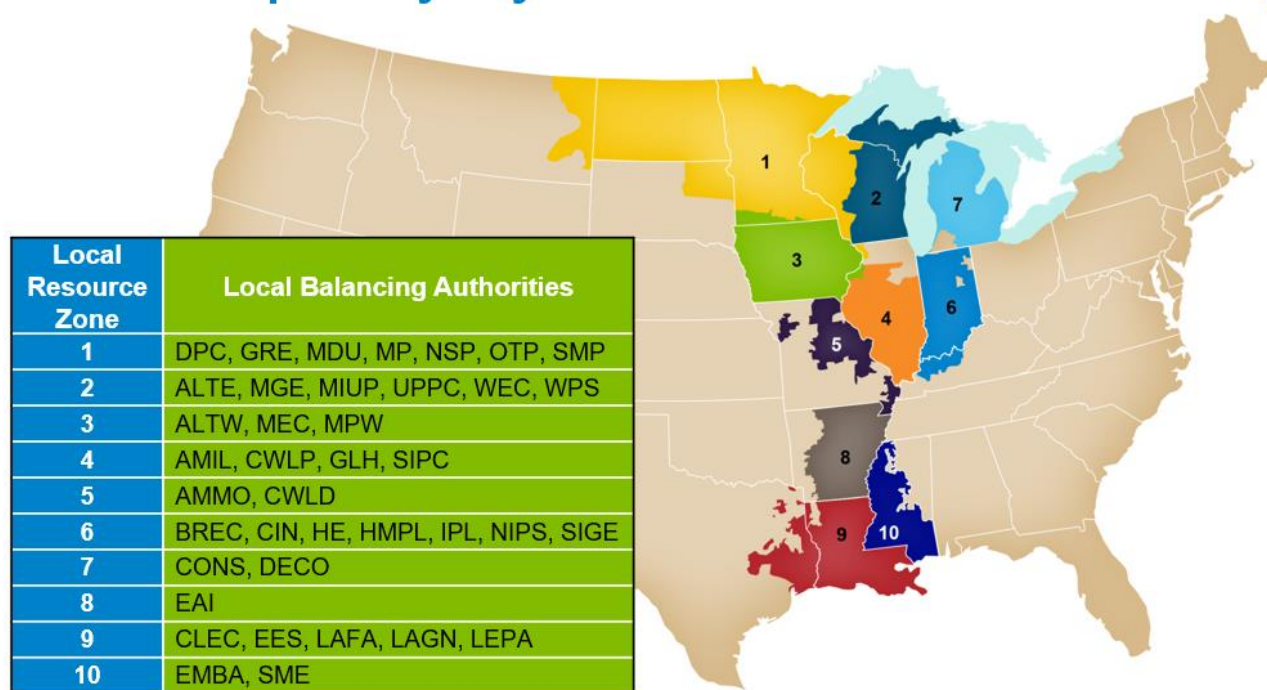 Local
Resource
Zone
Local Balancing Authorities
1 DPC, GRE, MDU, MP, NSP, OTP, SMP
2 ALTE, MGE, MIUP, UPPC, WEC, WPS
3 ALTW, MEC, MPW
4 AMIL, CWLP, GLH, SIPC
5 AMMO, CWLD
6 BREC, CIN, HE, HMPL, IPL, NIPS, SIGE
7 CONS, DECO
8 EAI
9 CLEC, EES, LAFA, LAGN, LEPA
10 EMBA, SME
1
2
7
3
4
6
5
8
9
10